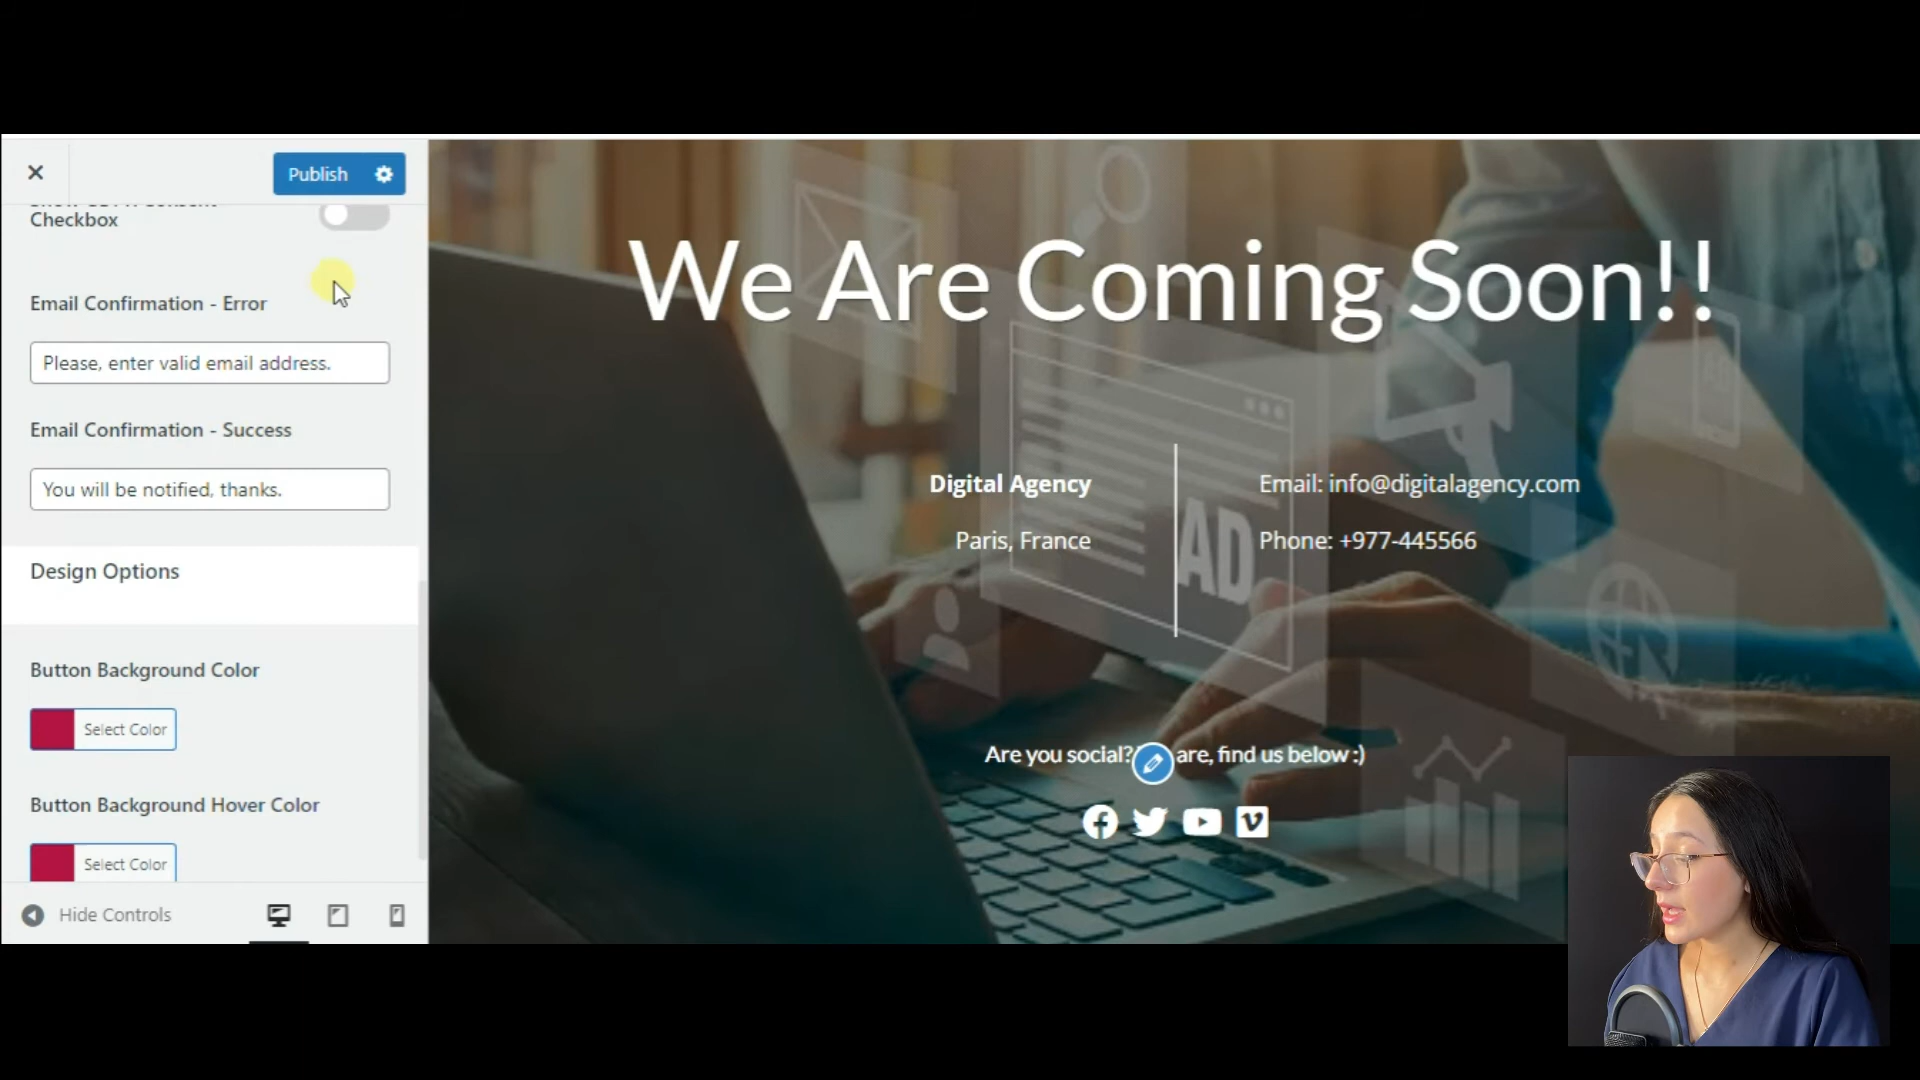 Publish
Checkbox
Email Confirmation - Error
Please, enter valid email address.
Email Confirmation - Success
You will be notified, thanks.
Design Options
Button Background Color
Select Color
Button Background Hover Color
Select Color
Hide Controls
We Are Coming Soon!!
Digital Agency
Paris, France
Email: info@digitalagency.com
Phone: +977-445566
AD
AD
Are you social? are, find us below :)